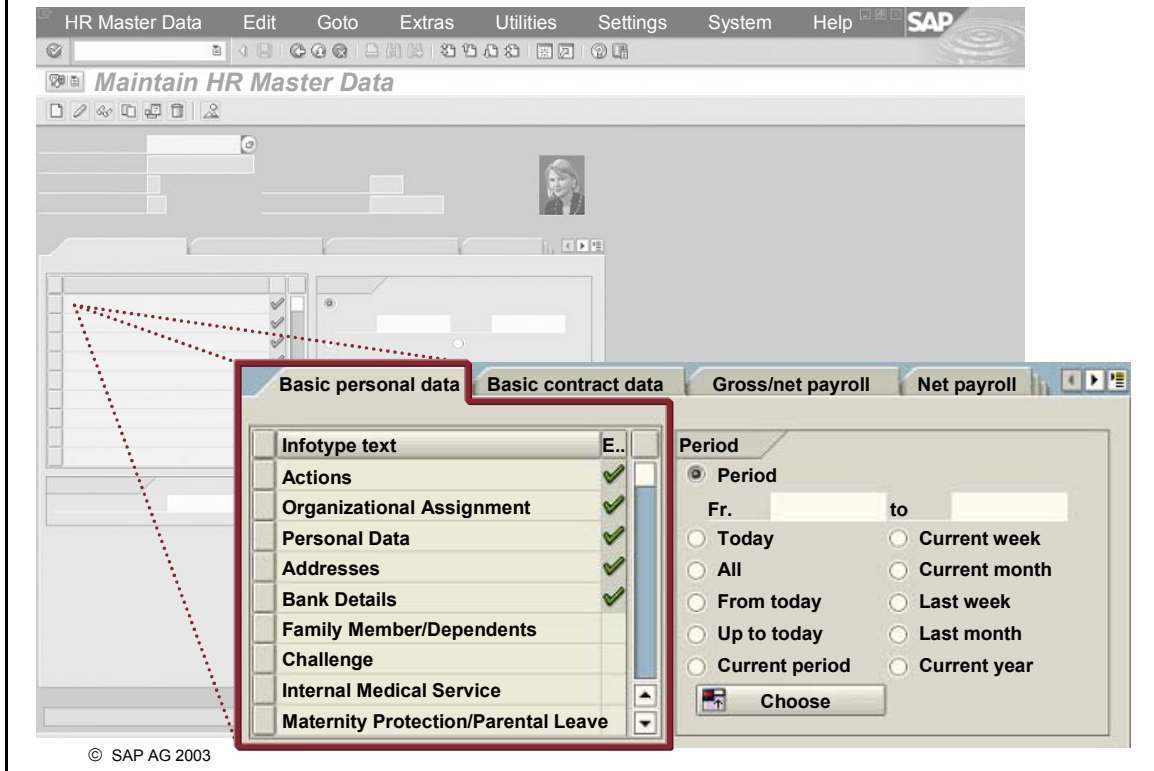 HR Master Data Edit Goto Extras Utilities Settings System Help SAP
Maintain HR Master Data
Basic personal data Basic contract data Gross/net payroll Net payroll
Infotype text E.. Period
Actions Period
Organizational Assignment Fr. to
Personal Data Today Current week
Addresses All Current month
Bank Details From today Last week
Family Member/Dependents Up to today Last month
Challenge Current period Current year
Internal Medical Service Choose
Maternity Protection/Parental Leave
© SAP AG 2003